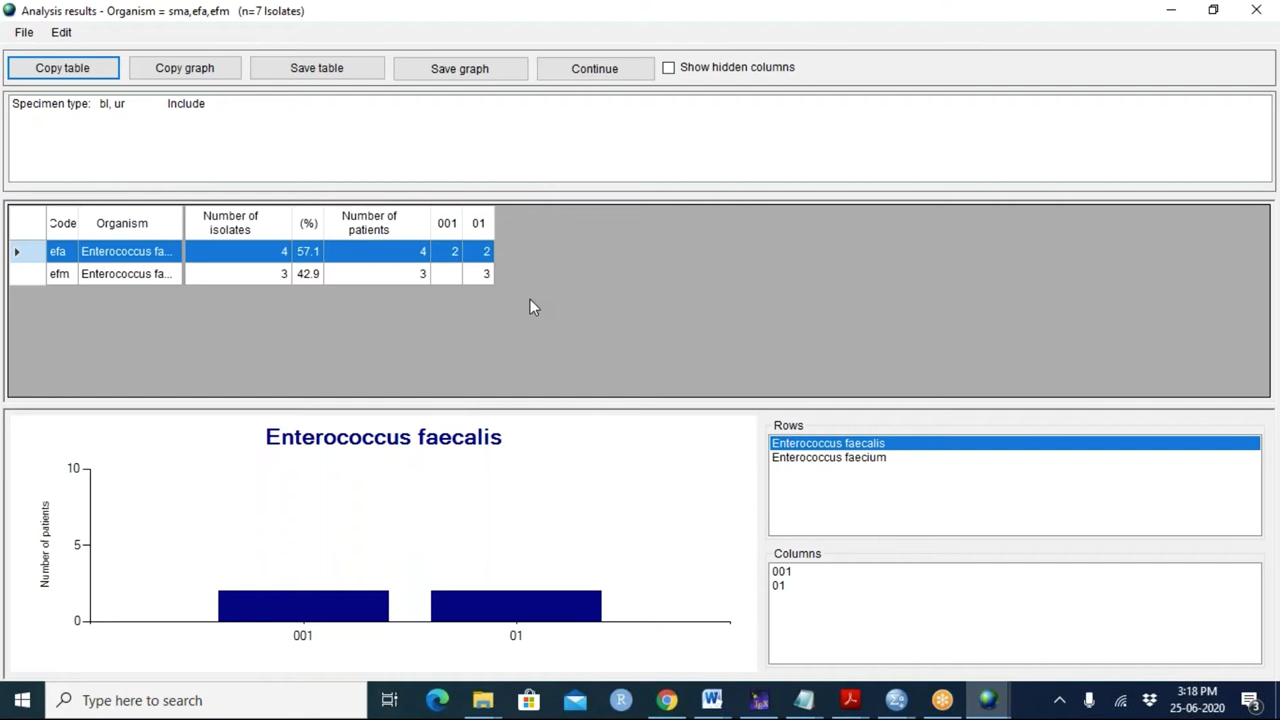 Analysis results - Organism = sma,efa,efm (n=7 Isolates)
File Edit
Copy table Copy graph Save table Save graph Continue Show hidden columns
Specimen type: bl, ur Include
Code Organism Number of isolates (%) Number of patients 001 01
efa Enterococcus fa... 4 57.1 4 2 2
efm Enterococcus fa... 3 42.9 3 3
Enterococcus faecalis
10
5
0
Number of patients
001 01
Rows
Enterococcus faecalis
Enterococcus faecium
Columns
001
01
Type here to search
3:18 PM
25-06-2020